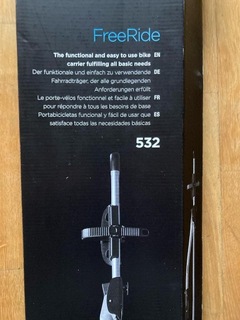 FreeRide
The functional and easy to use bike EN
carrier fulfilling all basic needs
Der funktionale und einfach zu verwendende DE
Fahrradträger, der alle grundlegenden
Anforderungen erfüllt
Le porte-vélos fonctionnel et facile à utiliser FR
pour répondre à tous les besoins de base
Portabicicletas funcional y fácil de usar que ES
satisface todas las necesidades básicas
532